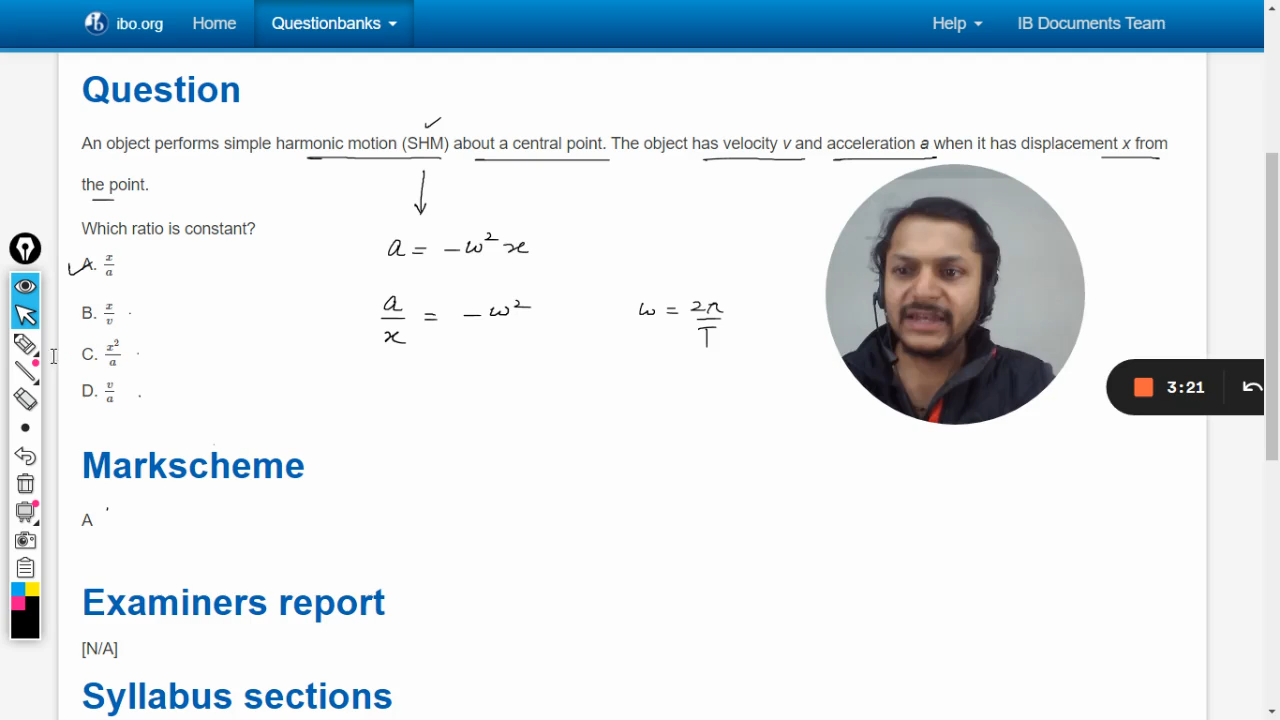 ibo.org Home Questionbanks Help IB Documents Team
Question
An object performs simple harmonic motion (SHM) about a central point. The object has velocity v and acceleration a when it has displacement x from
the point.
Which ratio is constant?
a = -ω² x
A. x/a
a/x = -ω² ω = 2π/T
B. x/v
C. x²/a
3:21
D. v/a
Markscheme
A
Examiners report
[N/A]
Syllabus sections